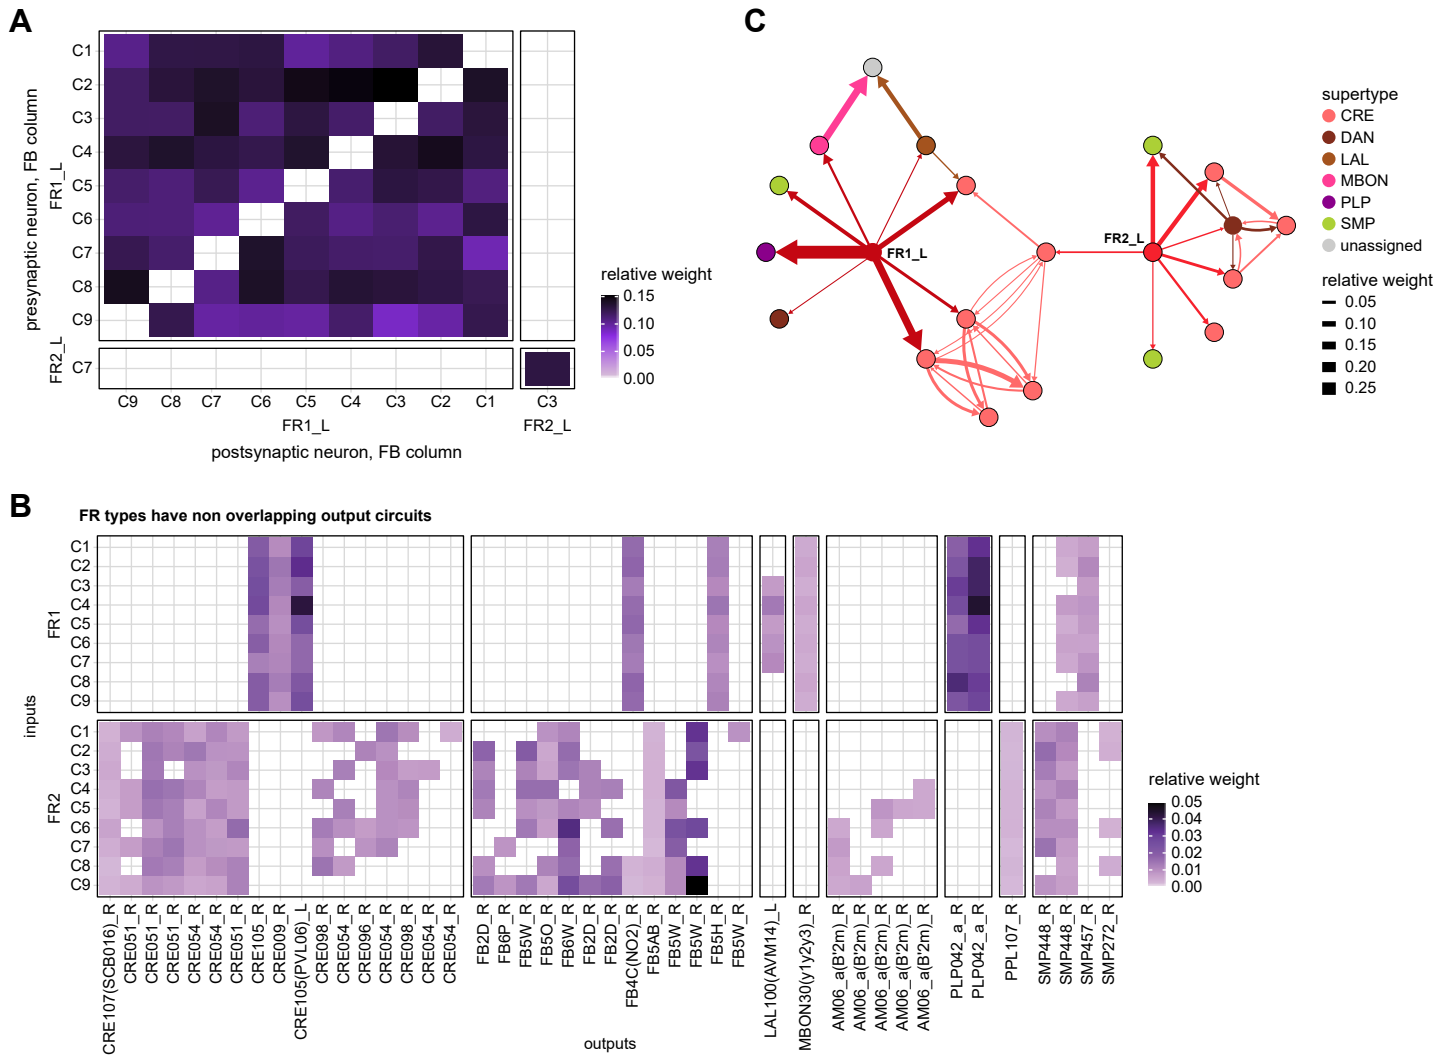 A
C1
C2
C3
C4
C5
C6
C7
C8
C9
C7
presynaptic neuron, FB column
FR1_L
FR2_L
C9 C8 C7 C6 C5 C4 C3 C2 C1 C3
FR1_L FR2_L
postsynaptic neuron, FB column
relative weight
0.15
0.10
0.05
0.00
C
FR1_L
FR2_L
supertype
CRE
DAN
LAL
MBON
PLP
SMP
unassigned
relative weight
0.05
0.10
0.15
0.20
0.25
B
FR types have non overlapping output circuits
C1
C2
C3
C4
C5
C6
C7
C8
C9
FR1
C1
C2
C3
C4
C5
C6
C7
C8
C9
FR2
inputs
CRE107(SCB016)_R
CRE051_R
CRE051_R
CRE051_R
CRE054_R
CRE054_R
CRE051_R
CRE105_R
CRE009_R
CRE105(PVL06)_L
CRE098_R
CRE054_R
CRE096_R
CRE054_R
CRE098_R
CRE054_R
CRE054_R
FB2D_R
FB6P_R
FB5W_R
FB5O_R
FB6W_R
FB2D_R
FB2D_R
FB4C(NO2)_R
FB5AB_R
FB5W_R
FB5W_R
FB5H_R
FB5W_R
LAL100(AVM14)_L
MBON30(y1y2y3)_R
AM06_a(B'2m)_R
AM06_a(B'2m)_R
AM06_a(B'2m)_R
AM06_a(B'2m)_R
AM06_a(B'2m)_R
PLP042_a_R
PLP042_a_R
PPL107_R
SMP448_R
SMP448_R
SMP457_R
SMP272_R
outputs
relative weight
0.05
0.04
0.03
0.02
0.01
0.00